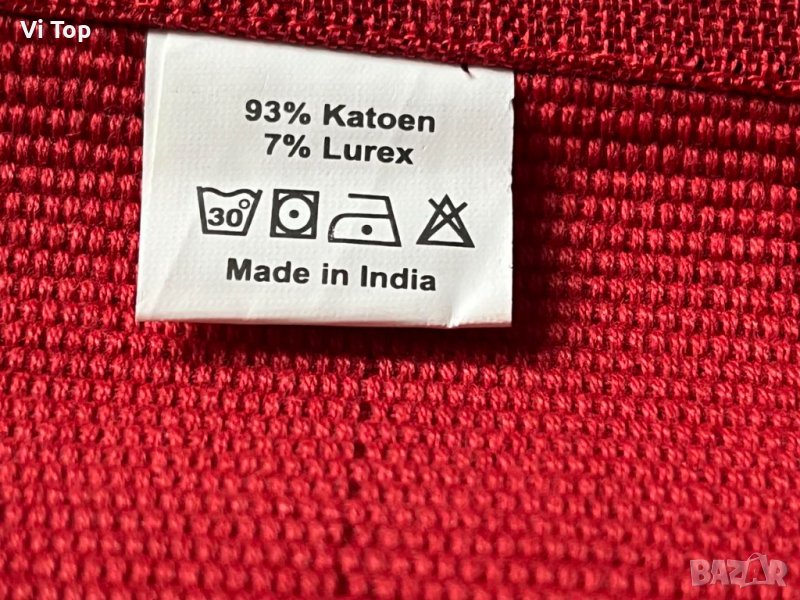 Vi Top
93% Katoen
7% Lurex
30°
Made in India
BAZAR